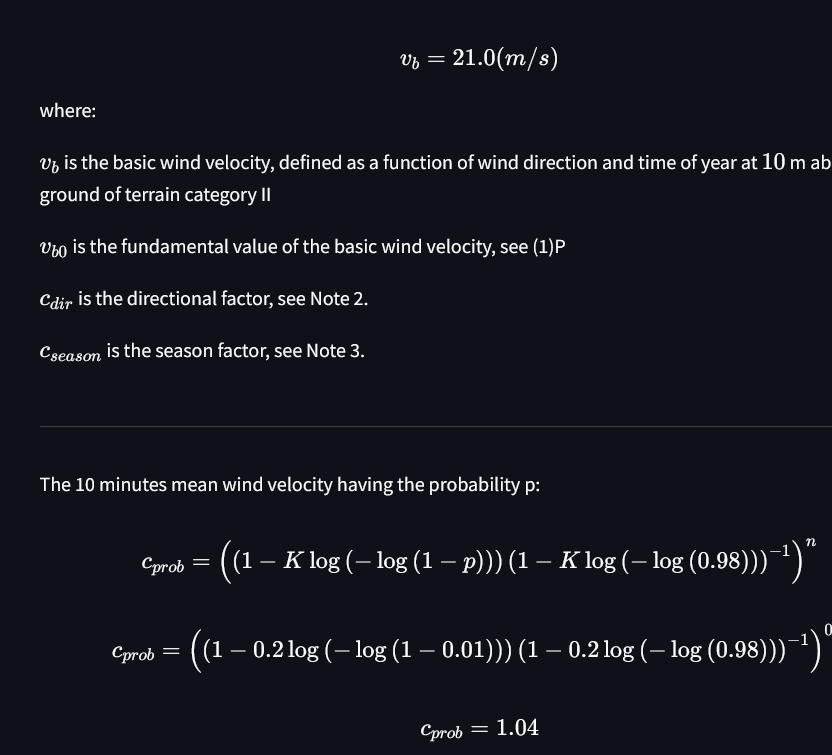 v_b = 21.0(m/s)
where:
v_b is the basic wind velocity, defined as a function of wind direction and time of year at 10 m ab
ground of terrain category II
v_{b0} is the fundamental value of the basic wind velocity, see (1)P
c_{dir} is the directional factor, see Note 2.
c_{season} is the season factor, see Note 3.
The 10 minutes mean wind velocity having the probability p:
c_{prob} = ((1 − K log (− log (1 − p))) (1 − K log (− log (0.98)))^{−1})^n
c_{prob} = ((1 − 0.2 log (− log (1 − 0.01))) (1 − 0.2 log (− log (0.98)))^{−1})^0
c_{prob} = 1.04